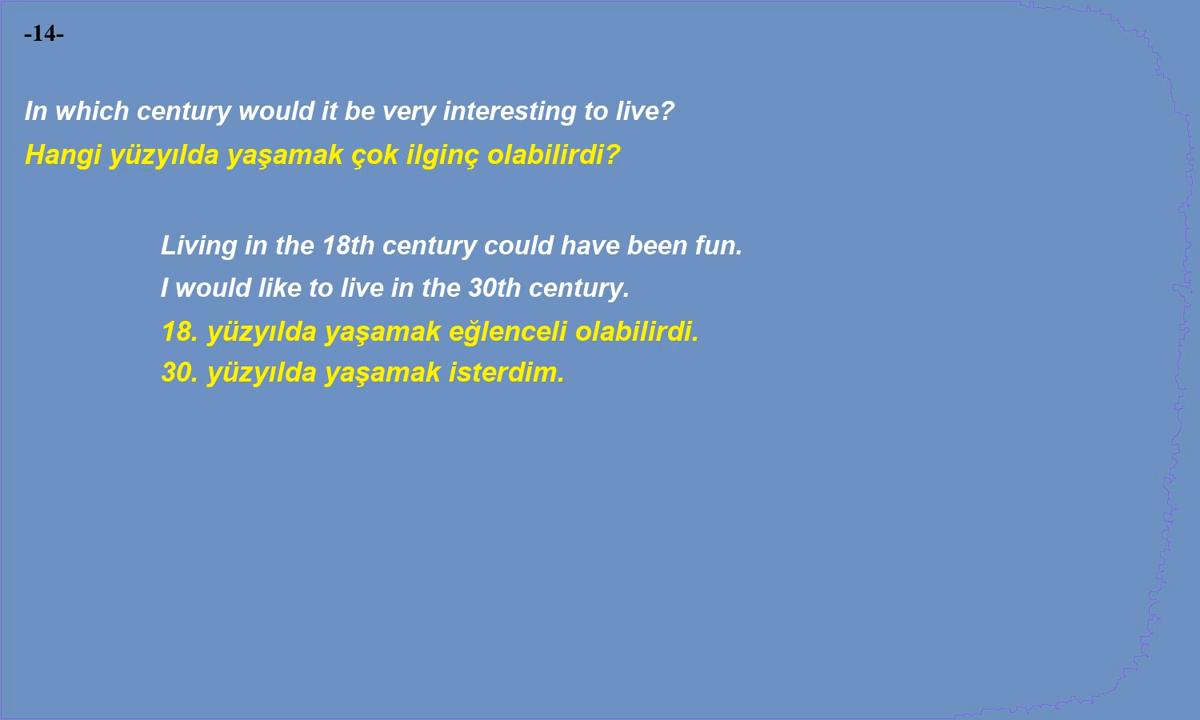 -14-
In which century would it be very interesting to live?
Hangi yüzyılda yaşamak çok ilginç olabilirdi?
Living in the 18th century could have been fun.
I would like to live in the 30th century.
18. yüzyılda yaşamak eğlenceli olabilirdi.
30. yüzyılda yaşamak isterdim.